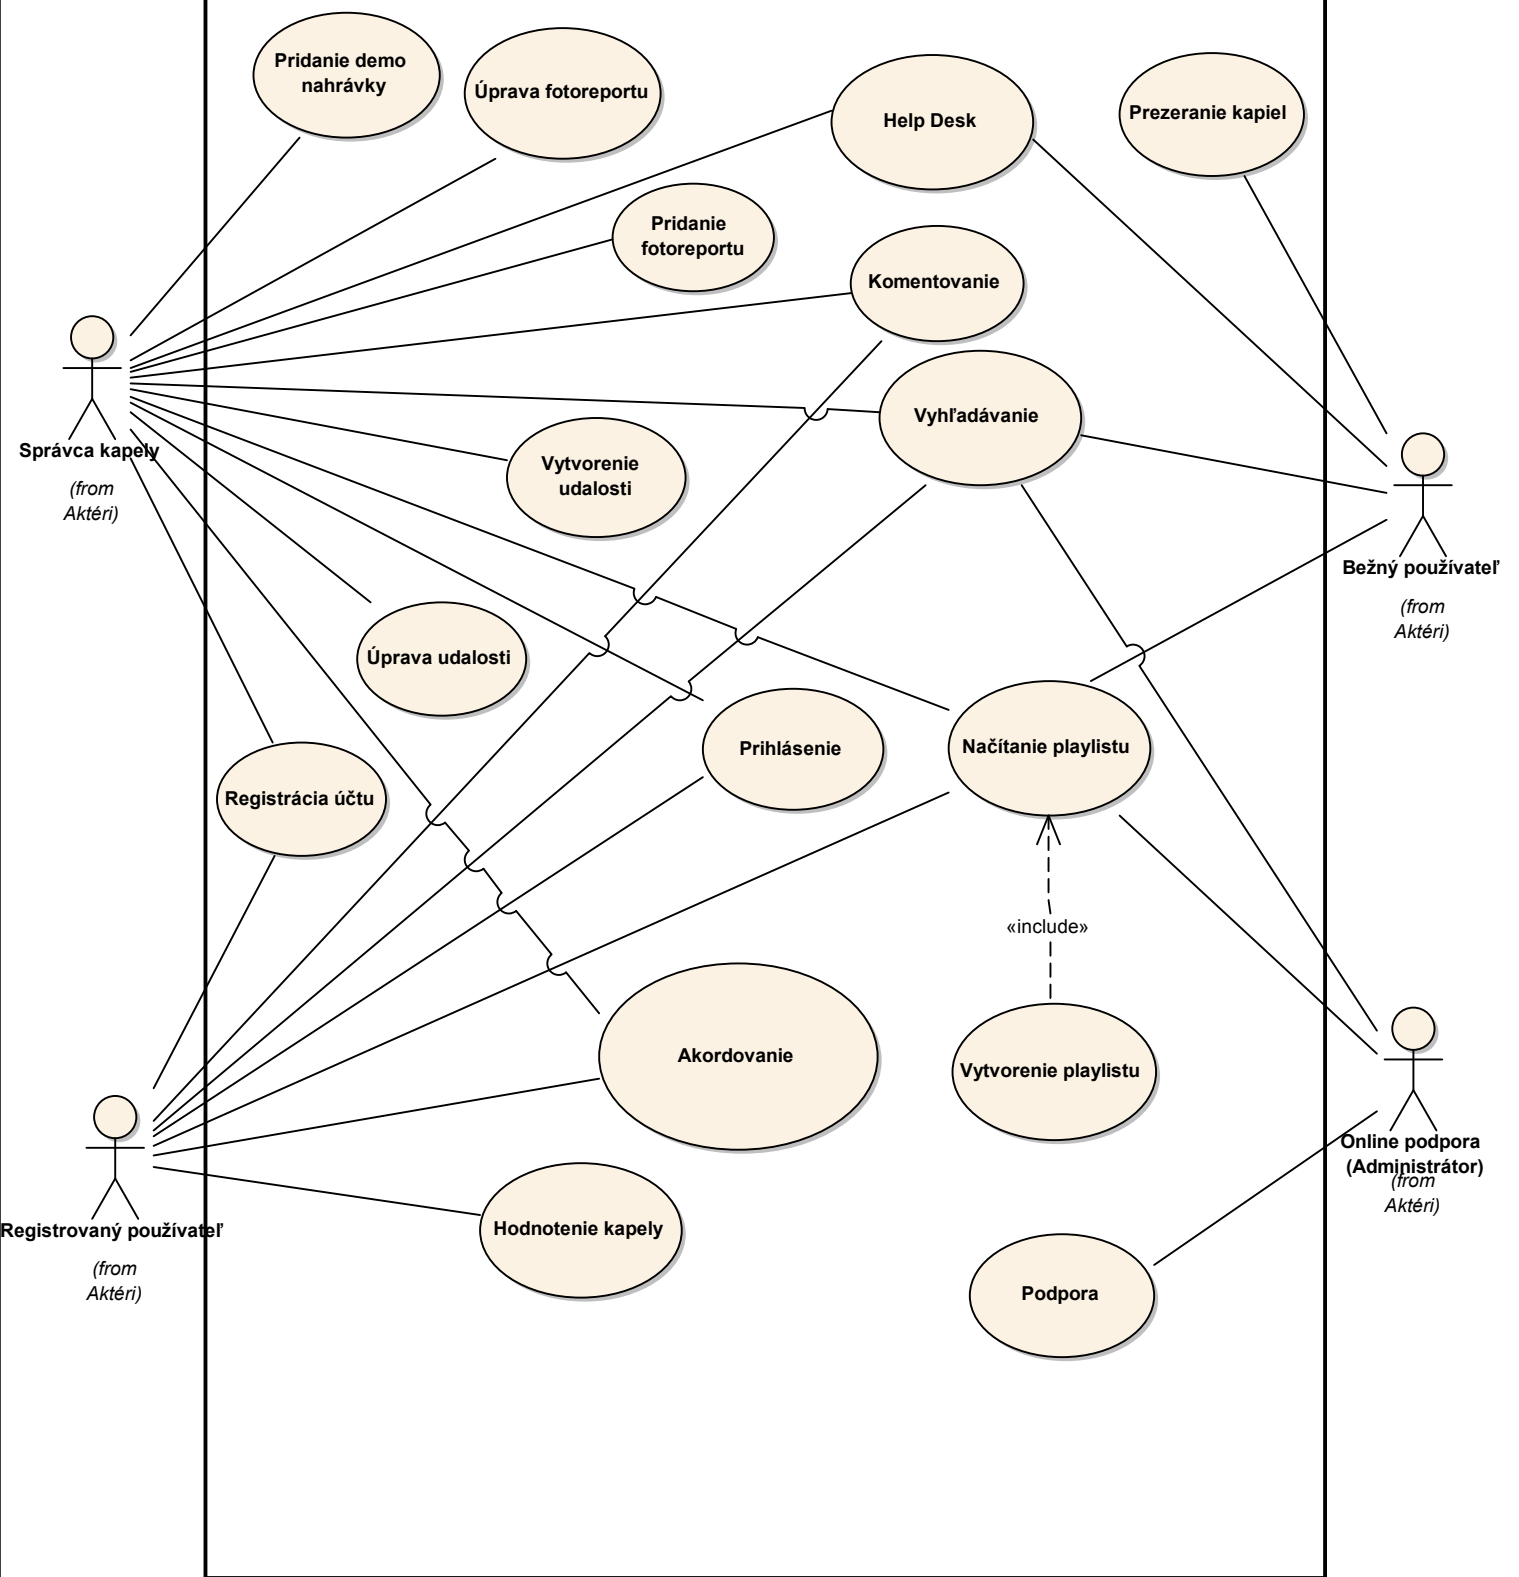 Pridanie demo
nahrávky
Úprava fotoreportu
Help Desk
Prezeranie kapiel
Pridanie
fotoreportu
Komentovanie
Vyhľadávanie
Správca kapely
(from
Aktéri)
Vytvorenie
udalosti
Bežný používateľ
(from
Aktéri)
Úprava udalosti
Prihlásenie
Načítanie playlistu
Registrácia účtu
«include»
Akordovanie
Vytvorenie playlistu
Online podpora
(Administrátor)
(from
Aktéri)
Registrovaný používateľ
(from
Aktéri)
Hodnotenie kapely
Podpora